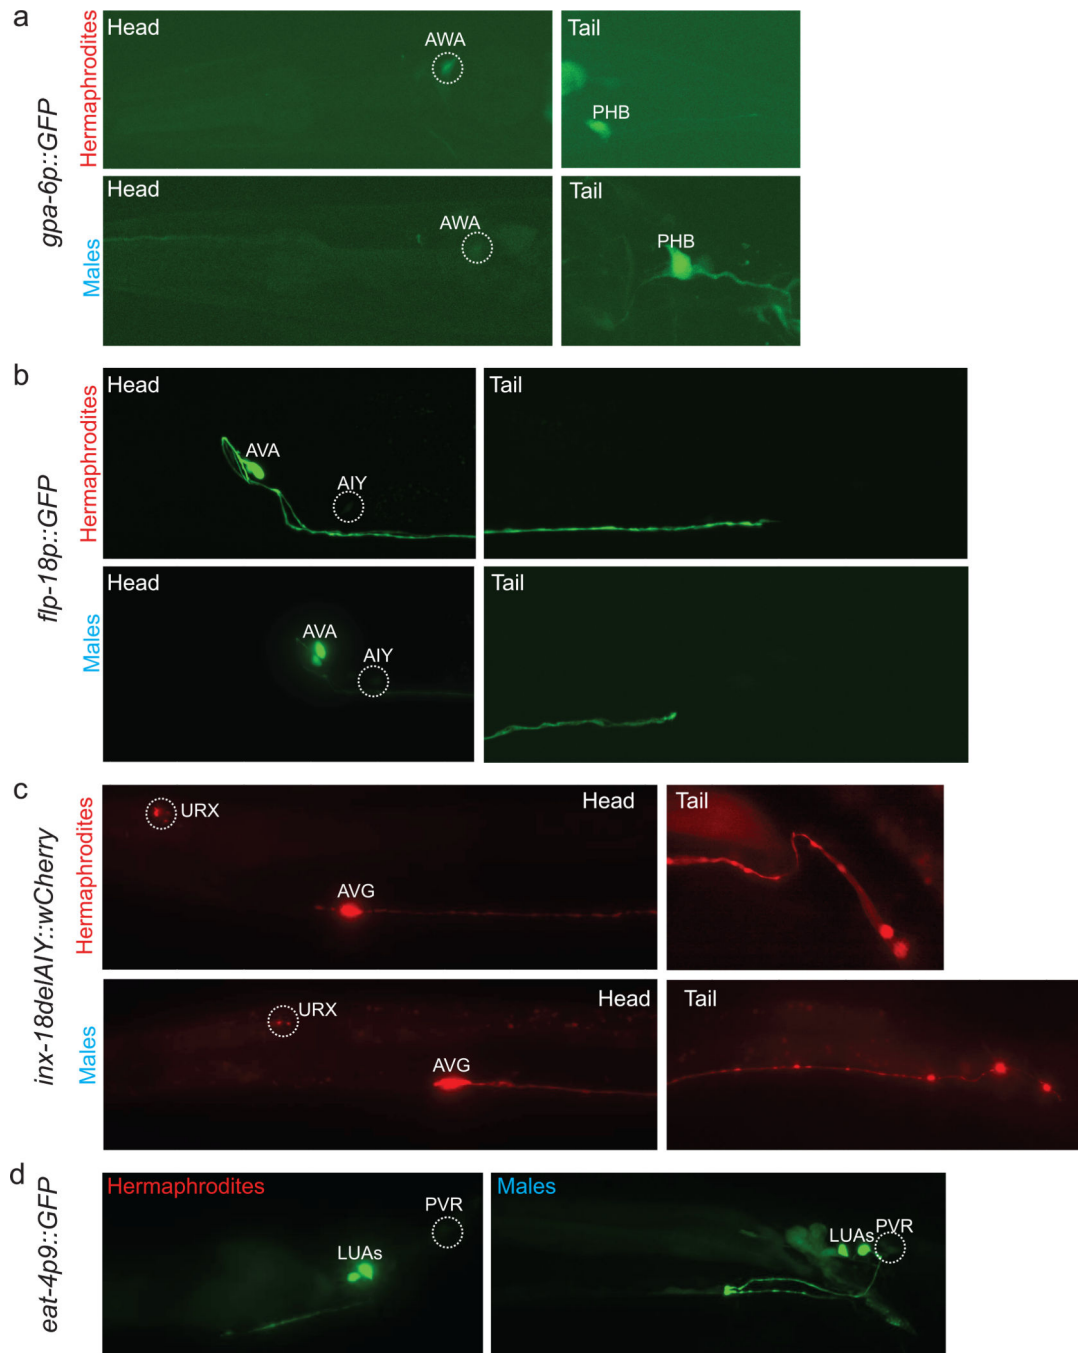 a
gpa-6p::GFP
Hermaphrodites
Head
AWA
Tail
PHB
Males
Head
AWA
Tail
PHB
b
flp-18p::GFP
Hermaphrodites
Head
AVA
AIY
Tail
Males
Head
AVA
AIY
Tail
c
inx-18delAIY::wCherry
Hermaphrodites
URX
Head
AVG
Tail
Males
URX
Head
AVG
Tail
d
eat-4p9::GFP
Hermaphrodites
PVR
LUAs
Males
LUAs
PVR